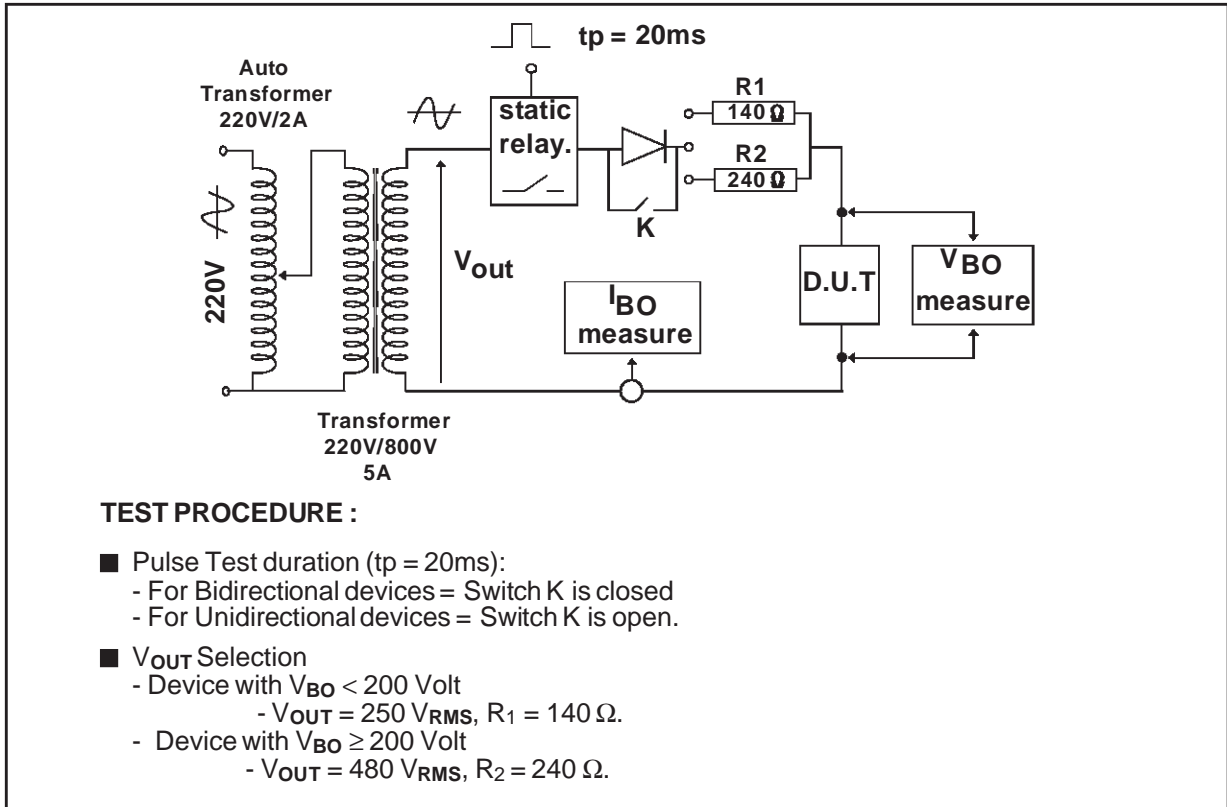 tp = 20ms
Auto
Transformer
220V/2A
static
relay.
R1
140 Ω
R2
240 Ω
K
220V
Vout
IBO
measure
D.U.T
VBO
measure
Transformer
220V/800V
5A
TEST PROCEDURE :
■ Pulse Test duration (tp = 20ms):
- For Bidirectional devices = Switch K is closed
- For Unidirectional devices = Switch K is open.
■ VOUT Selection
- Device with VBO < 200 Volt
- VOUT = 250 VRMS, R1 = 140 Ω.
- Device with VBO ≥ 200 Volt
- VOUT = 480 VRMS, R2 = 240 Ω.